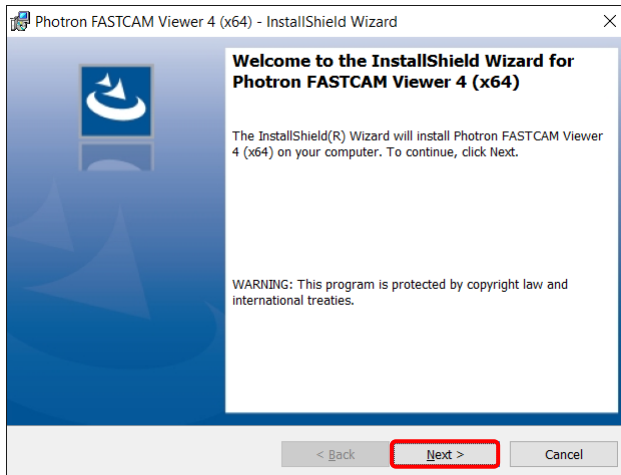 Photron FASTCAM Viewer 4 (x64) - InstallShield Wizard
Welcome to the InstallShield Wizard for
Photron FASTCAM Viewer 4 (x64)
The InstallShield(R) Wizard will install Photron FASTCAM Viewer
4 (x64) on your computer. To continue, click Next.
WARNING: This program is protected by copyright law and
international treaties.
< Back Next > Cancel